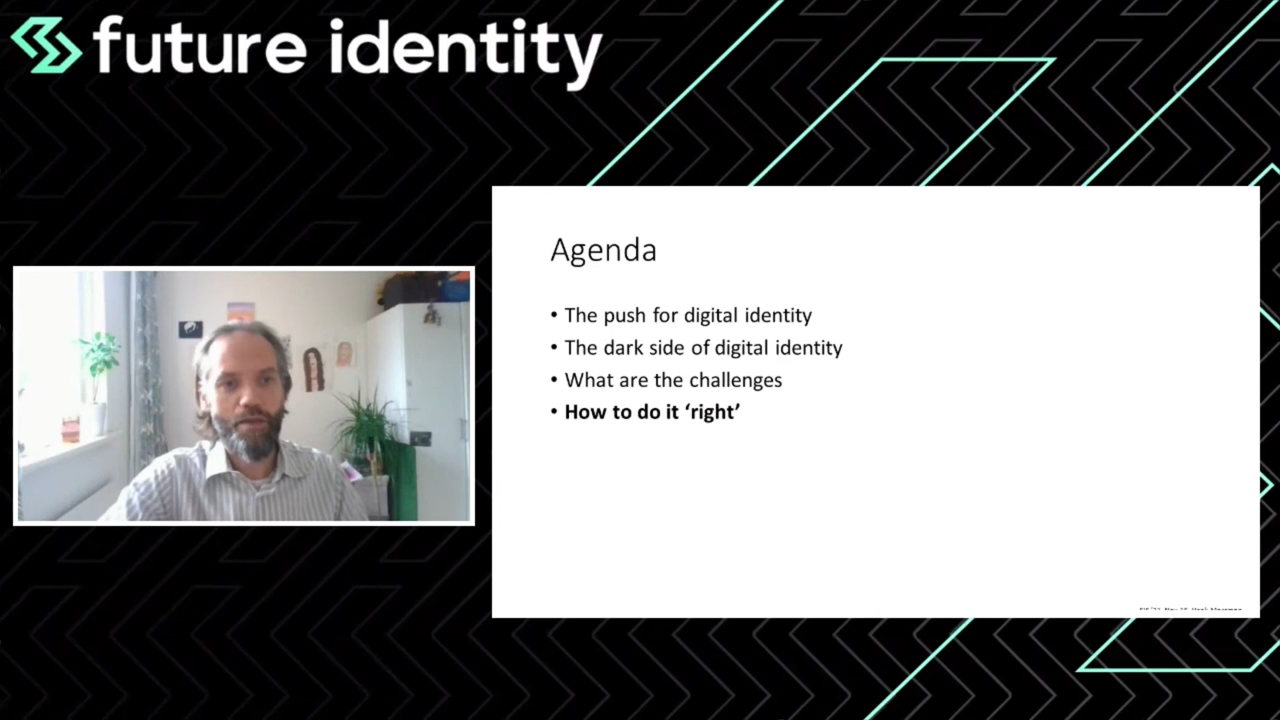 future identity
Agenda
• The push for digital identity
• The dark side of digital identity
• What are the challenges
• How to do it ‘right’